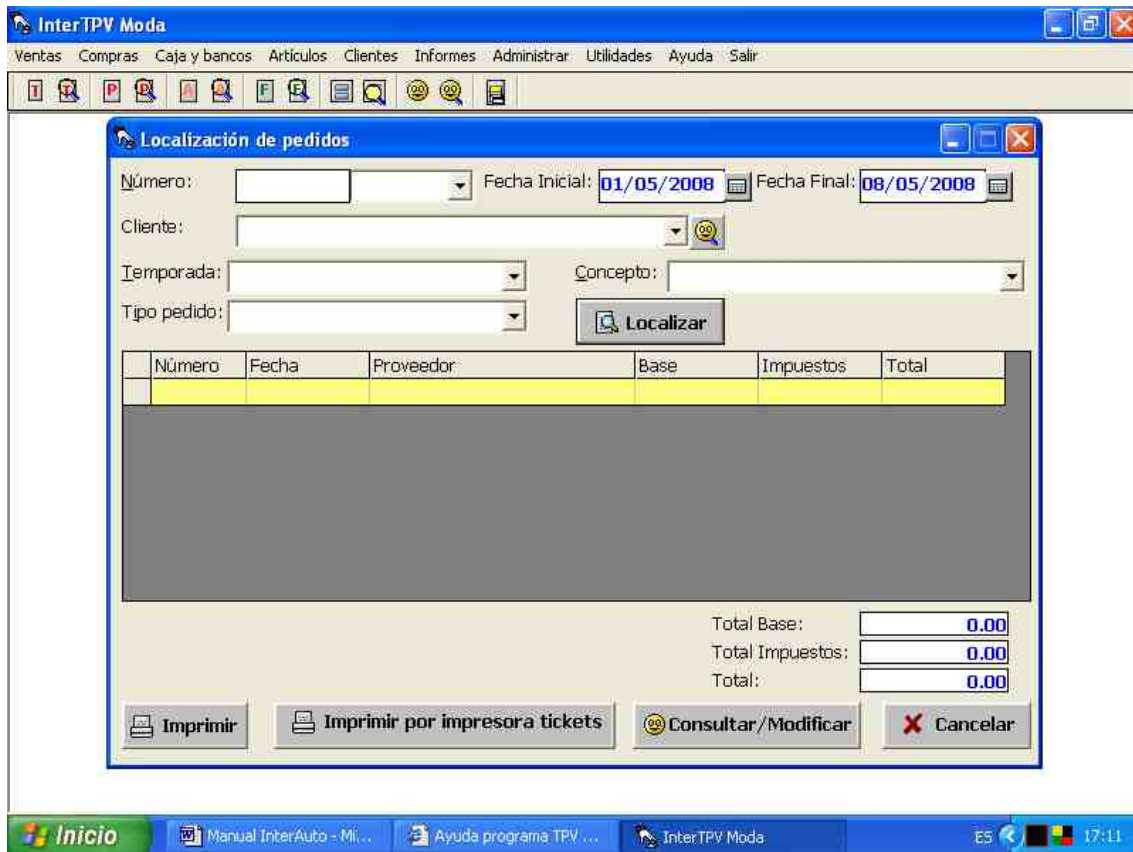 InterTPV Moda
Ventas Compras Caja y bancos Artículos Clientes Informes Administrar Utilidades Ayuda Salir
T T P P A A F F
Localización de pedidos
Número: Fecha Inicial: 01/05/2008 Fecha Final: 08/05/2008
Cliente:
Temporada: Concepto:
Tipo pedido: Localizar
Número Fecha Proveedor Base Impuestos Total
Total Base: 0.00
Total Impuestos: 0.00
Total: 0.00
Imprimir Imprimir por impresora tickets Consultar/Modificar Cancelar
Inicio Manual InterAuto - Mi... Ayuda programa TPV ... InterTPV Moda ES 17:11